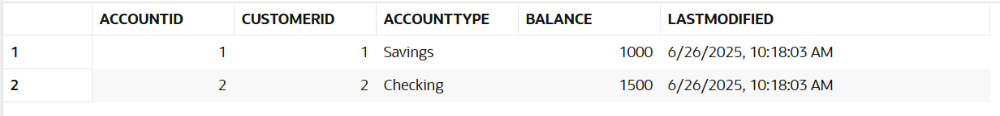 ACCOUNTID CUSTOMERID ACCOUNTTYPE BALANCE LASTMODIFIED
1 1 1 Savings 1000 6/26/2025, 10:18:03 AM
2 2 2 Checking 1500 6/26/2025, 10:18:03 AM